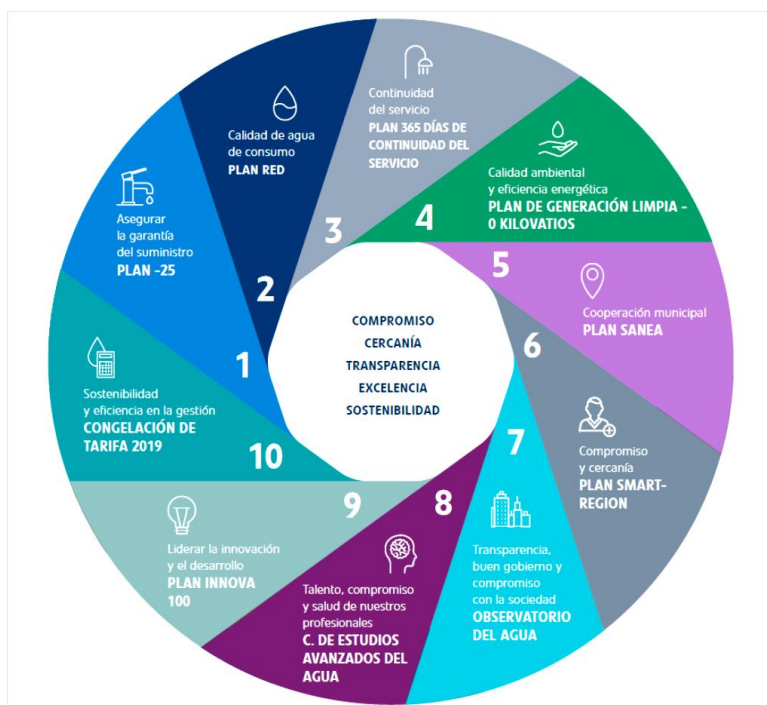 1
Asegurar
la garantía
del suministro
PLAN -25
2
Calidad de agua
de consumo
PLAN RED
3
Continuidad
del servicio
PLAN 365 DÍAS DE
CONTINUIDAD DEL
SERVICIO
4
Calidad ambiental
y eficiencia energética
PLAN DE GENERACIÓN LIMPIA -
0 KILOVATIOS
5
Cooperación municipal
PLAN SANEA
6
Compromiso
y cercanía
PLAN SMART-
REGION
7
Transparencia,
buen gobierno y
compromiso
con la sociedad
OBSERVATORIO
DEL AGUA
8
Talento, compromiso
y salud de nuestros
profesionales
C. DE ESTUDIOS
AVANZADOS DEL
AGUA
9
Liderar la innovación
y el desarrollo
PLAN INNOVA
100
10
Sostenibilidad
y eficiencia en la gestión
CONGELACIÓN DE
TARIFA 2019
COMPROMISO
CERCANÍA
TRANSPARENCIA
EXCELENCIA
SOSTENIBILIDAD